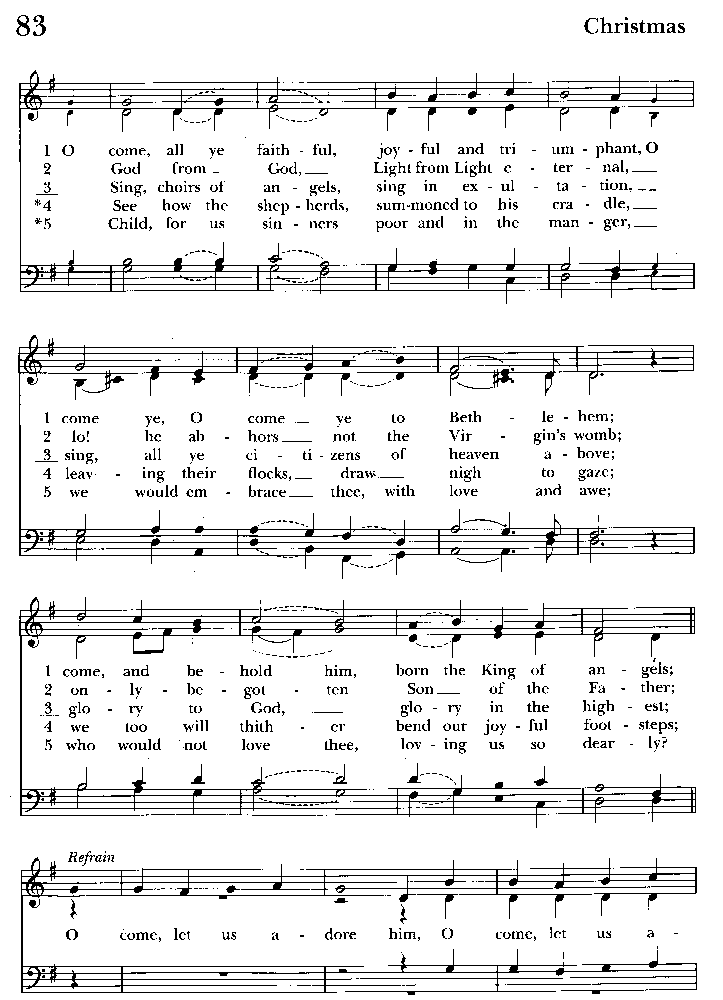 83 Christmas
1 O come, all ye faith - ful, joy - ful and tri - um - phant, O
2 God from God, Light from Light e - ter - nal,
3 Sing, choirs of an - gels, sing in ex - ul - ta - tion,
*4 See how the shep - herds, sum-moned to his cra - dle,
*5 Child, for us sin - ners poor and in the man - ger,
1 come ye, O come ye to Beth - le - hem;
2 lo! he ab - hors not the Vir - gin's womb;
3 sing, all ye ci - ti - zens of heaven a - bove;
4 leav - ing their flocks, draw nigh to gaze;
5 we would em - brace thee, with love and awe;
1 come, and be - hold him, born the King of an - gels;
2 on - ly - be - got - ten Son of the Fa - ther;
3 glo - ry to God, glo - ry in the high - est;
4 we too will thith - er bend our joy - ful foot - steps;
5 who would not love thee, lov - ing us so dear - ly?
Refrain
O come, let us a - dore him, O come, let us a -